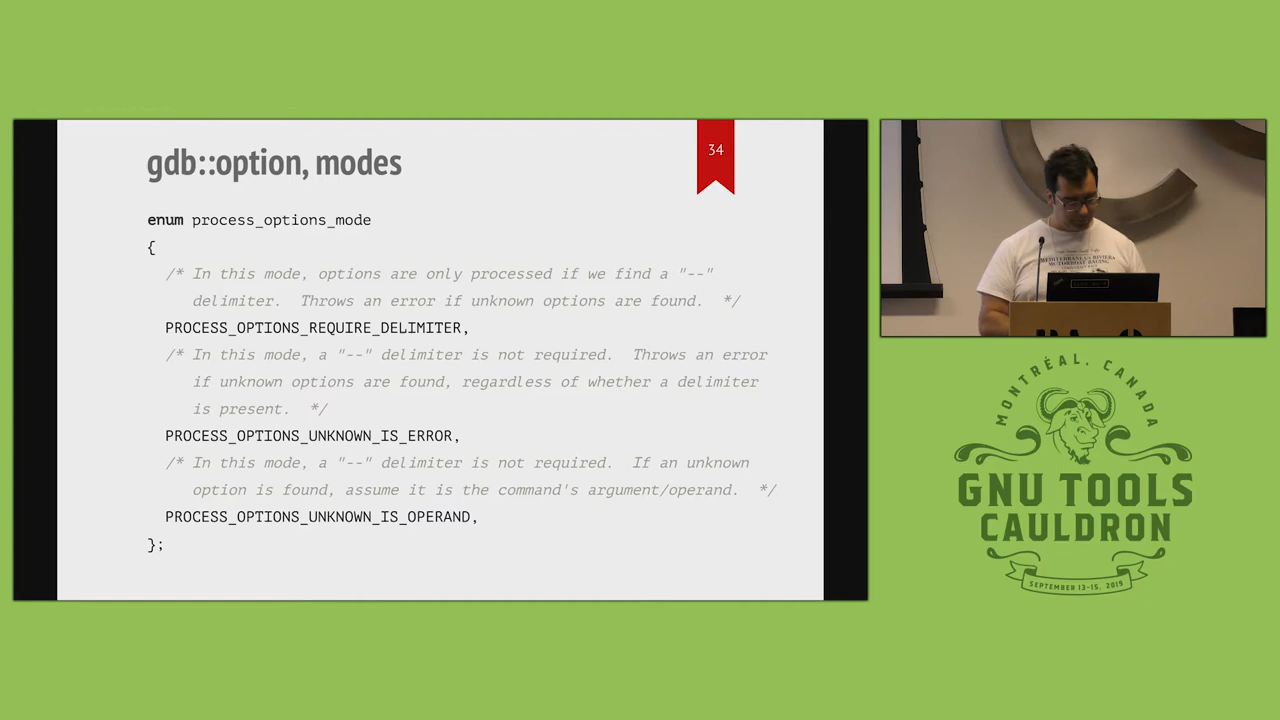 gdb::option, modes
34
enum process_options_mode
{
/* In this mode, options are only processed if we find a "--"
delimiter. Throws an error if unknown options are found. */
PROCESS_OPTIONS_REQUIRE_DELIMITER,
/* In this mode, a "--" delimiter is not required. Throws an error
if unknown options are found, regardless of whether a delimiter
is present. */
PROCESS_OPTIONS_UNKNOWN_IS_ERROR,
/* In this mode, a "--" delimiter is not required. If an unknown
option is found, assume it is the command's argument/operand. */
PROCESS_OPTIONS_UNKNOWN_IS_OPERAND,
};
MONTRÉAL, CANADA
GNU TOOLS
CAULDRON
SEPTEMBER 13-15, 2019